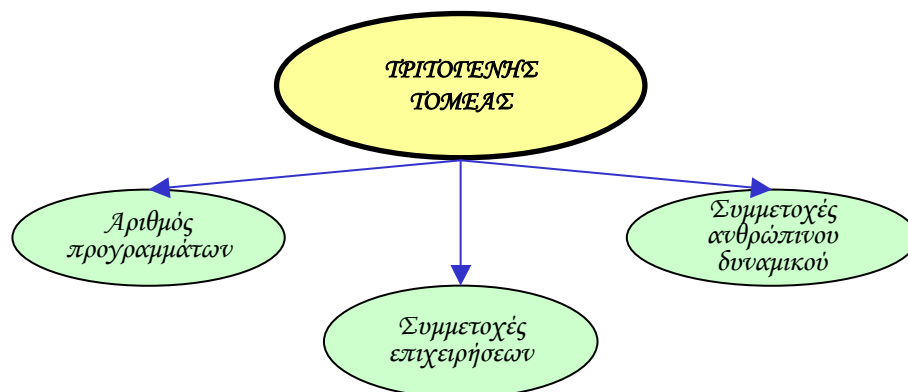 ΤΡΙΤΟΓΕΝΗΣ
ΤΟΜΕΑΣ
Αριθμός
προγραμμάτων
Συμμετοχές
επιχειρήσεων
Συμμετοχές
ανθρώπινου
δυναμικού